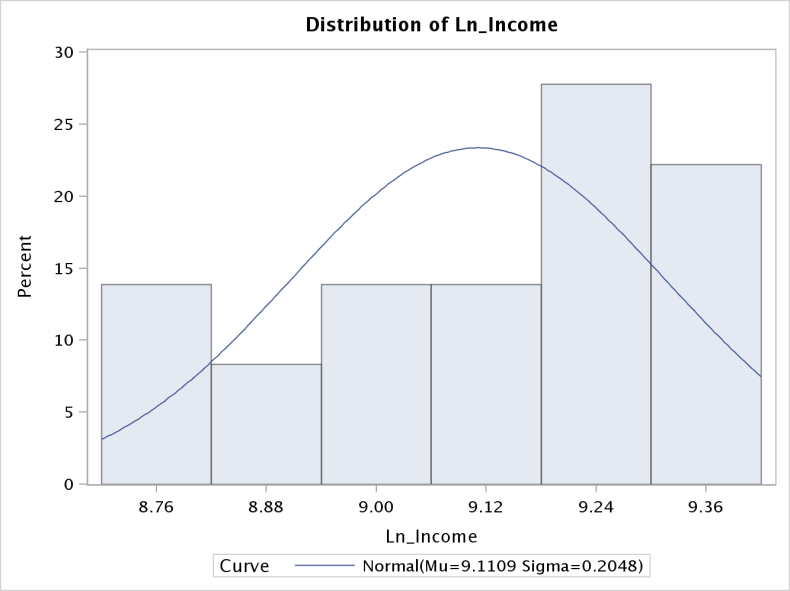 Distribution of Ln_Income
30
25
20
15
10
5
0
Percent
8.76 8.88 9.00 9.12 9.24 9.36
Ln_Income
Curve Normal(Mu=9.1109 Sigma=0.2048)